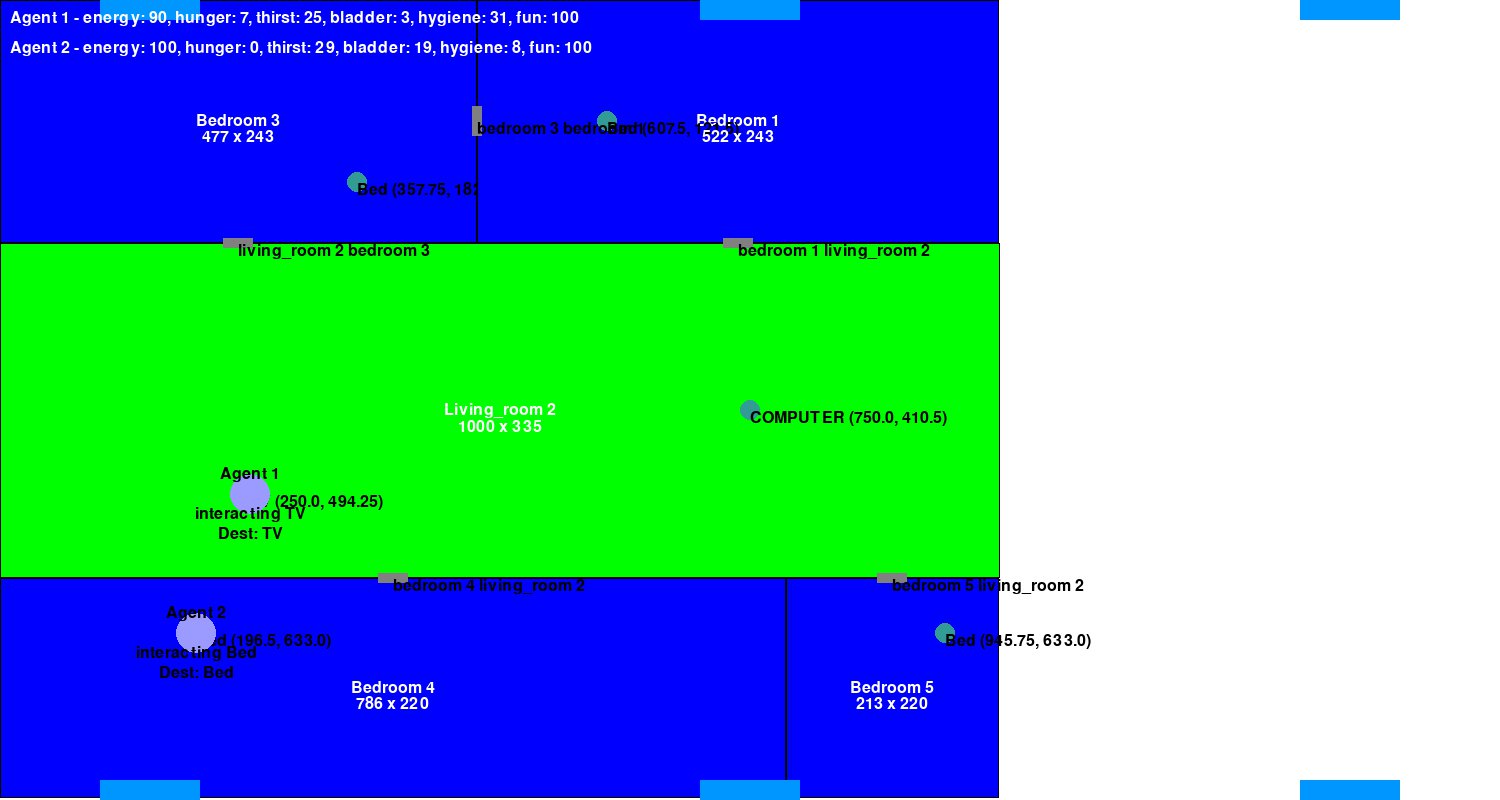 Agent 1 - energy: 90, hunger: 7, thirst: 25, bladder: 3, hygiene: 31, fun: 100
Agent 2 - energy: 100, hunger: 0, thirst: 29, bladder: 19, hygiene: 8, fun: 100
Bedroom 3
477 x 243
bedroom 3 bedroom 1
Bed (607.5,
Bedroom 1
522 x 243
Bed (357.75, 182
living_room 2 bedroom 3
bedroom 1 living_room 2
Living_room 2
1000 x 335
COMPUTER (750.0, 410.5)
Agent 1
(250.0, 494.25)
interacting TV
Dest: TV
bedroom 4 living_room 2
bedroom 5 living_room 2
Agent 2
ed (196.5, 633.0)
interacting Bed
Dest: Bed
Bed (945.75, 633.0)
Bedroom 4
786 x 220
Bedroom 5
213 x 220